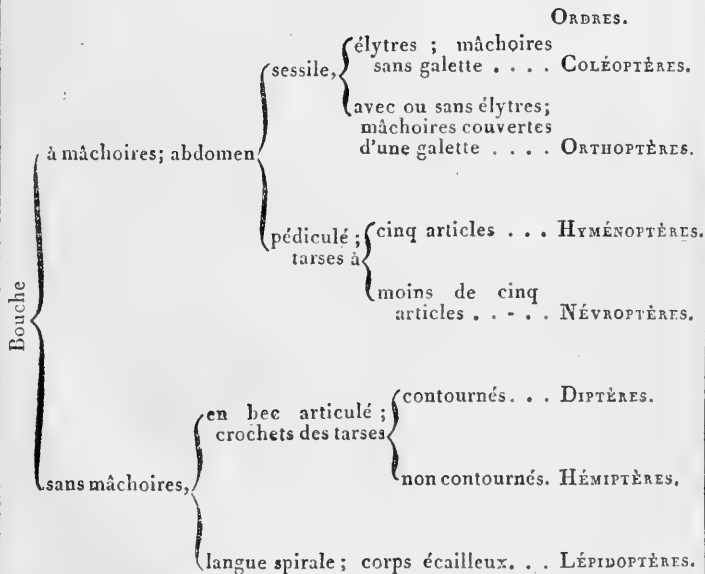 ORDRES.
élytres ; mâchoires
sans galette . . . . COLÉOPTÈRES.
sessile,
avec ou sans élytres;
mâchoires couvertes
d'une galette . . . . ORTHOPTÈRES.
à mâchoires; abdomen
pédiculé ;
tarses à
cinq articles . . . HYMÉNOPTÈRES.
moins de cinq
articles . . - . . NÉVROPTÈRES.
Bouche
en bec articulé ;
crochets des tarses
contournés. . . DIPTÈRES.
non contournés. HÉMIPTÈRES.
sans mâchoires,
langue spirale ; corps écailleux. . . LÉPIDOPTÈRES.